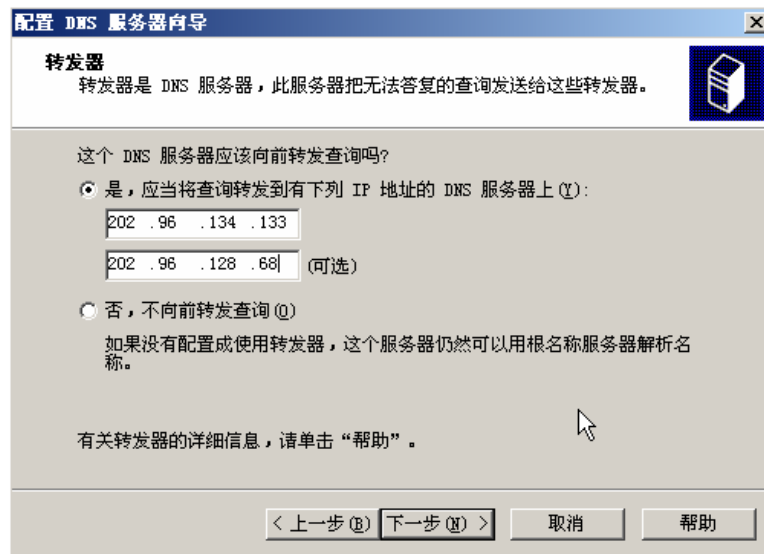 配置 DNS 服务器向导
转发器
转发器是 DNS 服务器，此服务器把无法答复的查询发送给这些转发器。
这个 DNS 服务器应该向前转发查询吗?
是，应当将查询转发到有下列 IP 地址的 DNS 服务器上(Y):
202 .96 .134 .133
202 .96 .128 .68 (可选)
否，不向前转发查询(O)
如果没有配置成使用转发器，这个服务器仍然可以用根名称服务器解析名
称。
有关转发器的详细信息，请单击“帮助”。
< 上一步(B) 下一步(N) > 取消 帮助